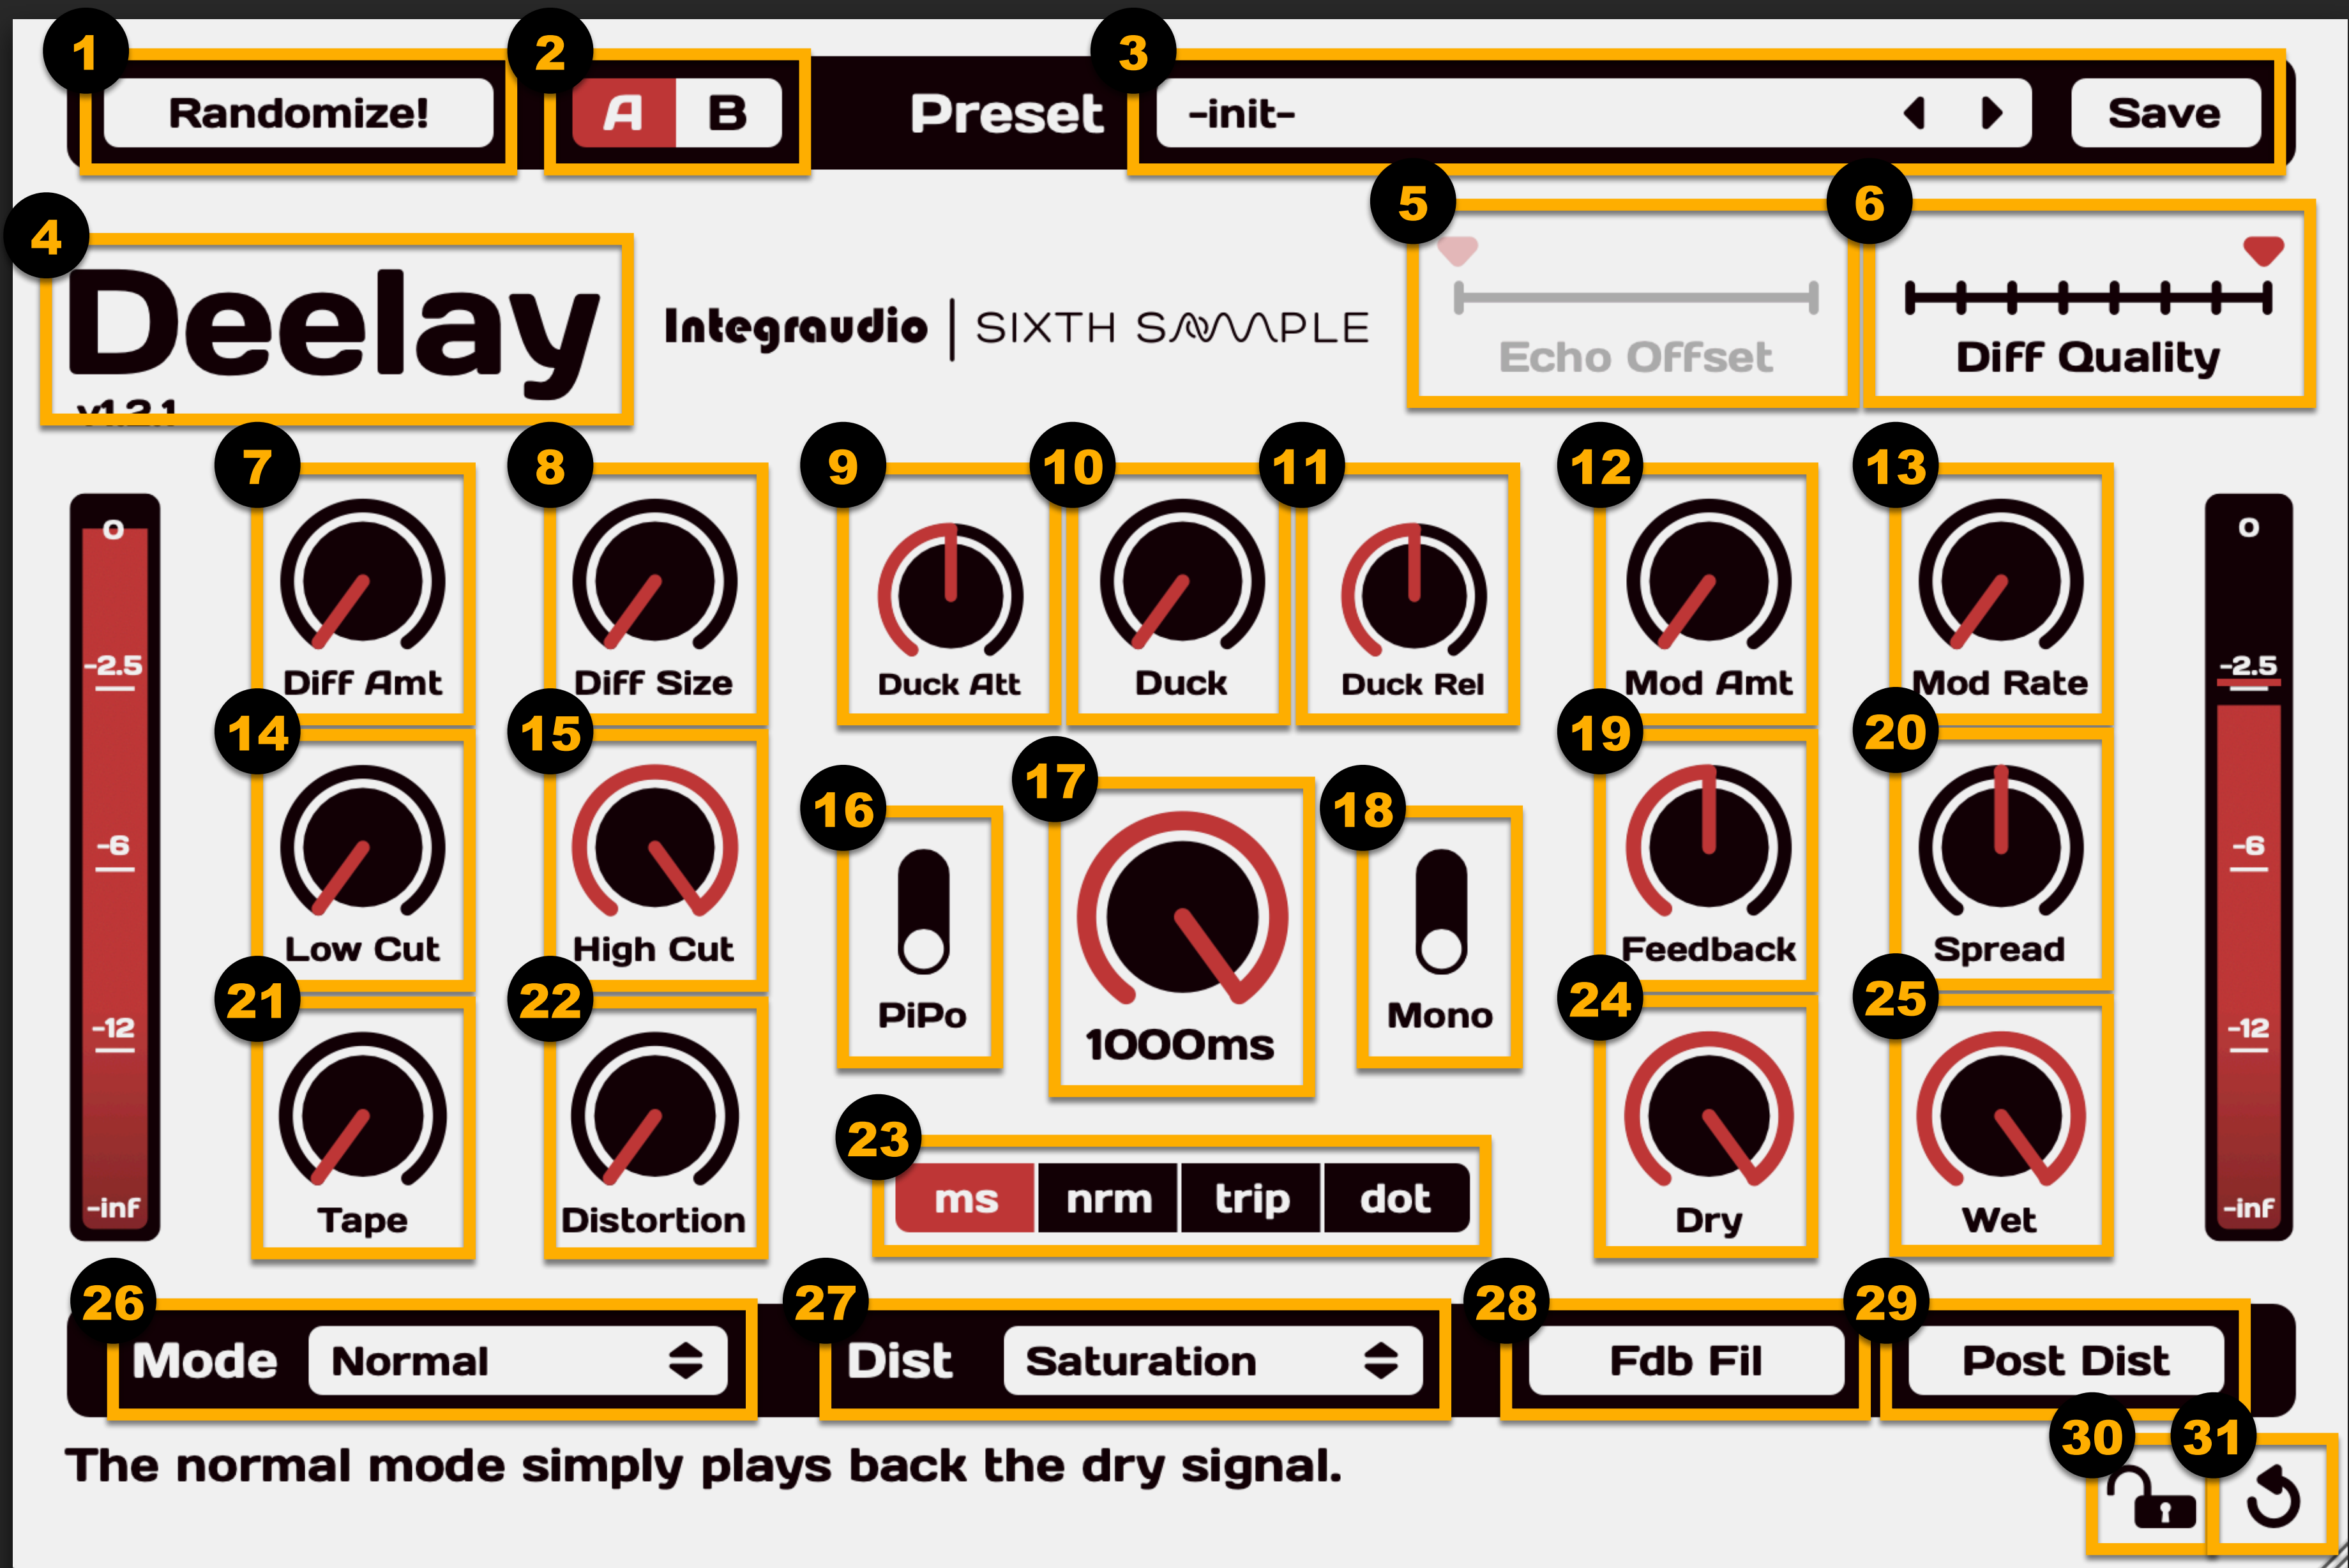 1 2 3
Randomize! A B Preset -init- Save
4 5 6
Deelay
Integraudio | SIXTH SAMPLE
Echo Offset Diff Quality
v1.2.1
7 8 9 10 11 12 13
0 0
-2.5 -2.5
Diff Amt Diff Size Duck Att Duck Duck Rel Mod Amt Mod Rate
14 15 16 17 18 19 20
-6 -6
Low Cut High Cut Feedback Spread
PiPo 1000ms Mono
21 22 23 24 25
-12 -12
ms nrm trip dot
-inf -inf
Tape Distortion Dry Wet
26 27 28 29
Mode Normal Dist Saturation Fdb Fil Post Dist
30 31
The normal mode simply plays back the dry signal.